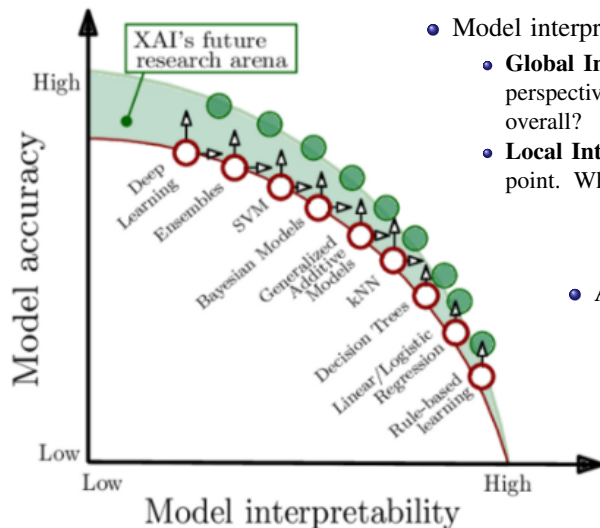 XAI's future
research arena
High
Deep
Learning
Ensembles
SVM
Bayesian Models
Generalized
Additive
Models
kNN
Decision Trees
Linear/Logistic
Regression
Rule-based
learning
Model accuracy
Low
Low
High
Model interpretability
Model interpr
Global In
perspectiv
overall?
Local Int
point. Wh